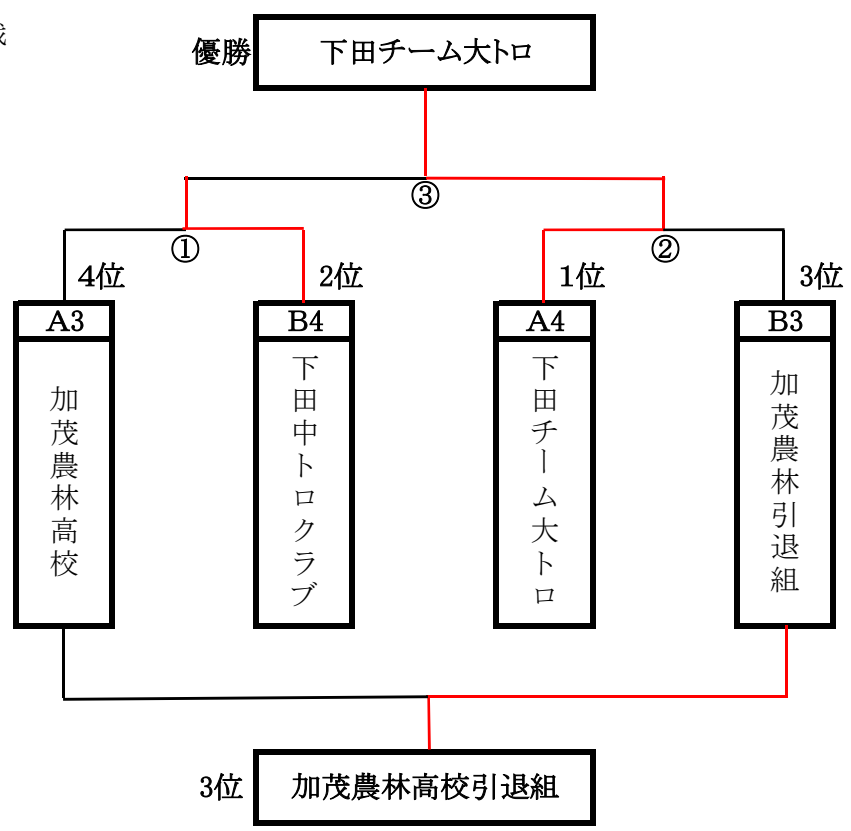 優勝
下田チーム大トロ
③
①
②
4位
2位
1位
3位
A3
B4
A4
B3
加茂農林高校
下田中トロクラブ
下田チーム大トロ
加茂農林引退組
3位
加茂農林高校引退組